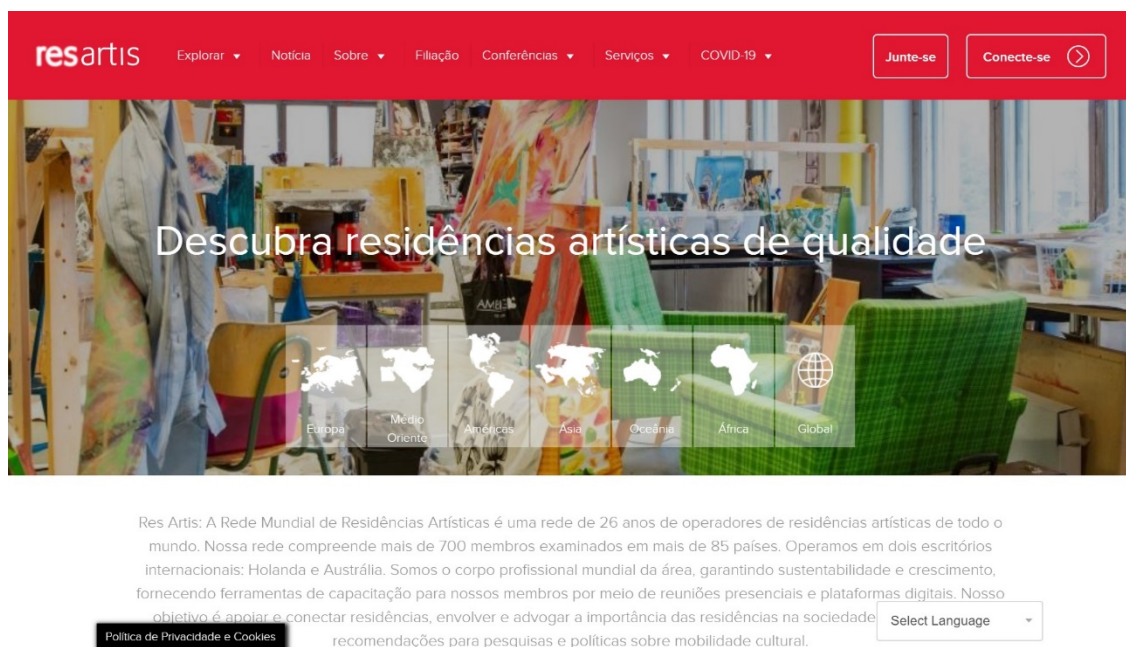 resartis
Explorar
Notícia
Sobre
Filiação
Conferências
Serviços
COVID-19
Junte-se
Conecte-se
Descubra residências artísticas de qualidade
Europa
Médio
Oriente
Américas
Ásia
Oceânia
África
Global
Res Artis: A Rede Mundial de Residências Artísticas é uma rede de 26 anos de operadores de residências artísticas de todo o
mundo. Nossa rede compreende mais de 700 membros examinados em mais de 85 países. Operamos em dois escritórios
internacionais: Holanda e Austrália. Somos o corpo profissional mundial da área, garantindo sustentabilidade e crescimento,
fornecendo ferramentas de capacitação para nossos membros por meio de reuniões presenciais e plataformas digitais. Nosso
objetivo é apoiar e conectar residências, envolver e advogar a importância das residências na sociedade
recomendações para pesquisas e políticas sobre mobilidade cultural.
Política de Privacidade e Cookies
Select Language